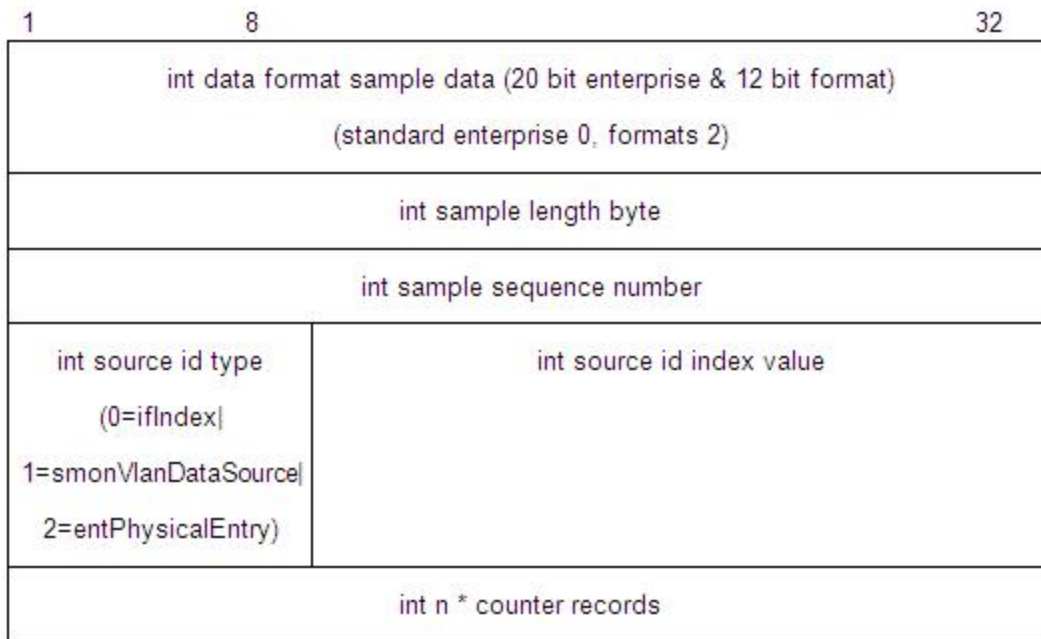 1 8 32
int data format sample data (20 bit enterprise & 12 bit format)
(standard enterprise 0, formats 2)
int sample length byte
int sample sequence number
int source id type
(0=ifIndex|
1=smonVlanDataSource|
2=entPhysicalEntry)
int source id index value
int n * counter records